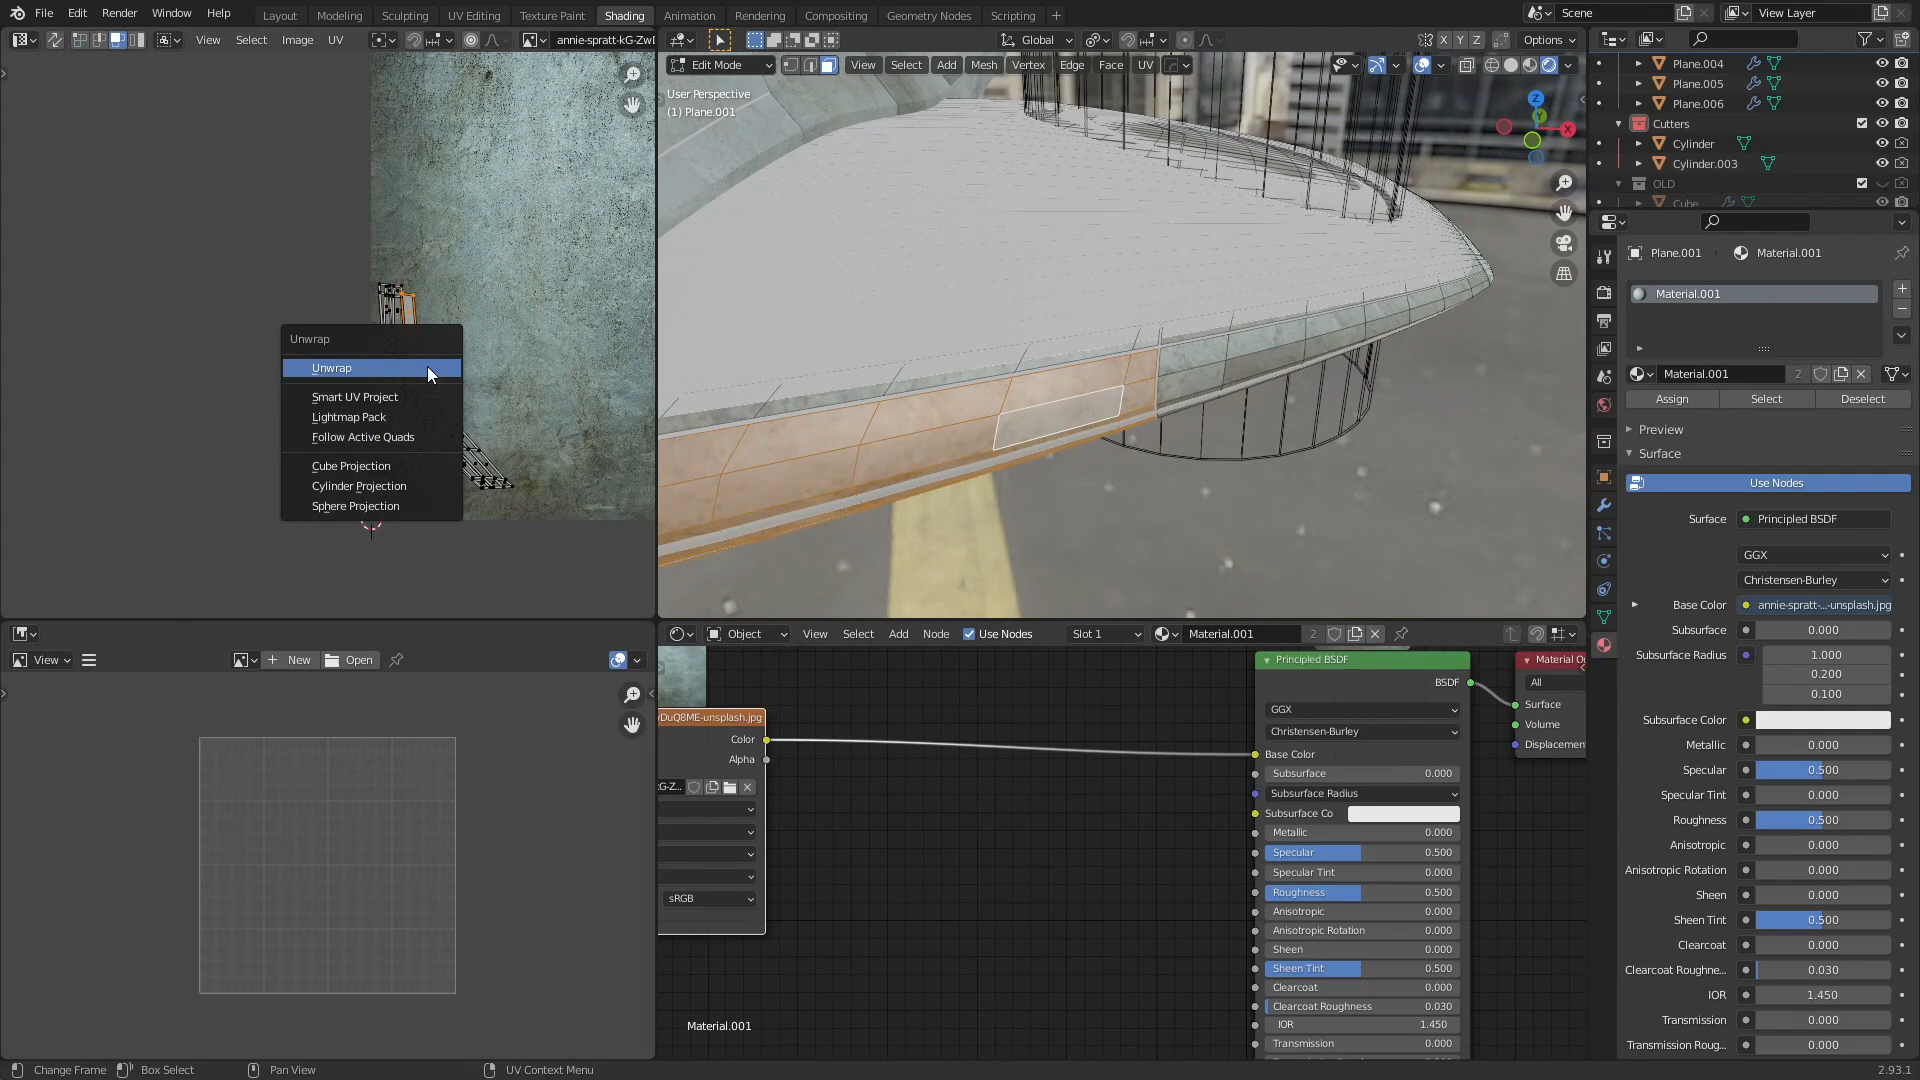 File Edit Render Window Help Layout Modeling Sculpting UV Editing Texture Paint Shading Animation Rendering Compositing Geometry Nodes Scripting + Scene View Layer
View Select Image UV annie-spratt-kG-ZwD
Global X Y Z Options
Edit Mode View Select Add Mesh Vertex Edge Face UV
User Perspective
(1) Plane.001
Z
X
Plane.004
Plane.005
Plane.006
Cutters
Cylinder
Cylinder.003
OLD
Cube
Unwrap
Unwrap
Smart UV Project
Lightmap Pack
Follow Active Quads
Cube Projection
Cylinder Projection
Sphere Projection
Plane.001 Material.001
Material.001
Material.001 2
Assign Select Deselect
Preview
Surface
Use Nodes
Surface Principled BSDF
GGX
Christensen-Burley
Base Color annie-spratt-...-unsplash.jpg
Subsurface 0.000
Subsurface Radius 1.000
0.200
0.100
Subsurface Color
Metallic 0.000
Specular 0.500
Specular Tint 0.000
Roughness 0.500
Anisotropic 0.000
Anisotropic Rotation 0.000
Sheen 0.000
Sheen Tint 0.500
Clearcoat 0.000
Clearcoat Roughne... 0.030
IOR 1.450
Transmission 0.000
Transmission Roug... 0.000
View + New Open
Object View Select Add Node Use Nodes Slot 1 Material.001 2
DuQ8ME-unsplash.jpg
Color
Alpha
sRGB
Material.001
Principled BSDF
BSDF
GGX
Christensen-Burley
Base Color
Subsurface 0.000
Subsurface Radius
Subsurface Co
Metallic 0.000
Specular 0.500
Specular Tint 0.000
Roughness 0.500
Anisotropic 0.000
Anisotropic Rotation 0.000
Sheen 0.000
Sheen Tint 0.500
Clearcoat 0.000
Clearcoat Roughness 0.030
IOR 1.450
Transmission 0.000
Material O
All
Surface
Volume
Displacemen
Change Frame Box Select Pan View UV Context Menu 2.93.1